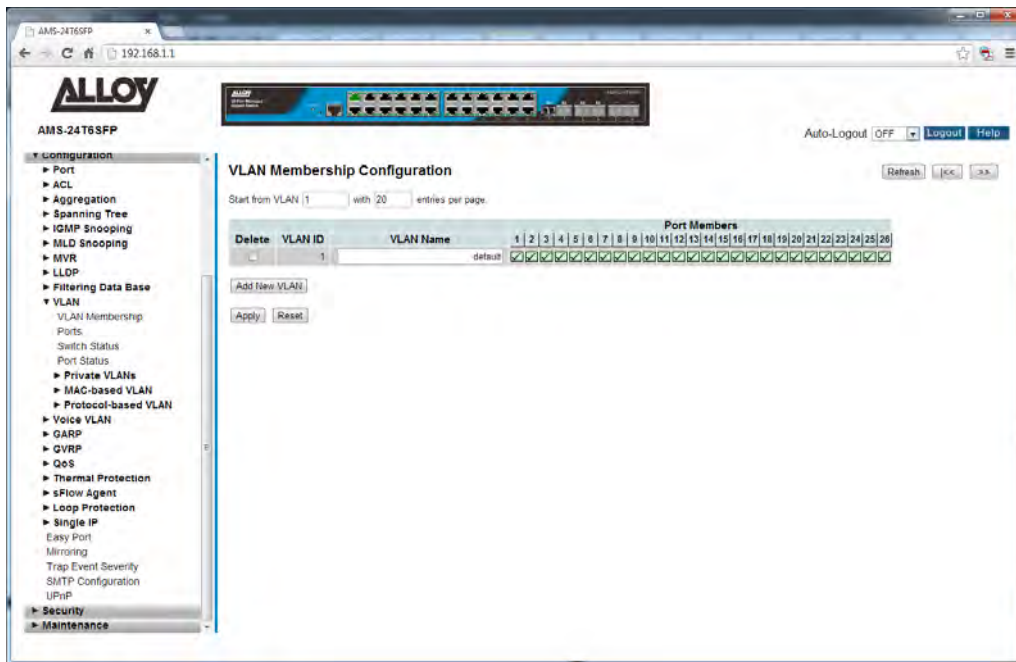 AMS-24T6SFP
192.168.1.1
ALLOY
ALLOY
AMS-24T6SFP
Auto-Logout OFF Logout Help
Configuration
Port
ACL
Aggregation
Spanning Tree
IGMP Snooping
MLD Snooping
MVR
LLDP
Filtering Data Base
VLAN
VLAN Membership
Ports
Switch Status
Port Status
Private VLANs
MAC-based VLAN
Protocol-based VLAN
Voice VLAN
GARP
GVRP
QoS
Thermal Protection
sFlow Agent
Loop Protection
Single IP
Easy Port
Mirroring
Trap Event Severity
SMTP Configuration
UPnP
Security
Maintenance
VLAN Membership Configuration
Refresh |<< >>
Start from VLAN 1 with 20 entries per page.
Port Members
Delete VLAN ID VLAN Name 1 2 3 4 5 6 7 8 9 10 11 12 13 14 15 16 17 18 19 20 21 22 23 24 25 26
1 default
Add New VLAN
Apply Reset